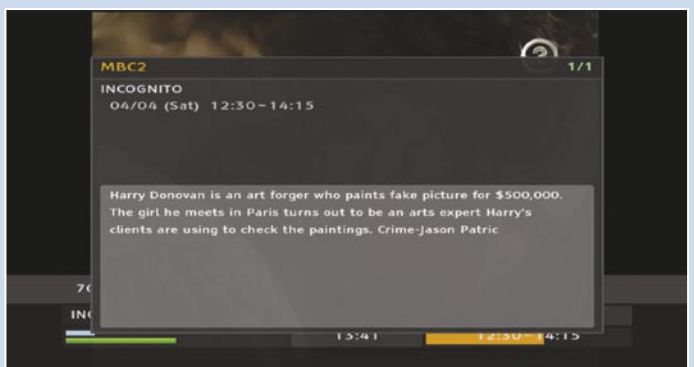 MBC2 1/1
INCOGNITO
04/04 (Sat) 12:30~14:15
Harry Donovan is an art forger who paints fake picture for $500,000.
The girl he meets in Paris turns out to be an arts expert Harry's
clients are using to check the paintings. Crime-Jason Patric
13:41 12:30~14:15